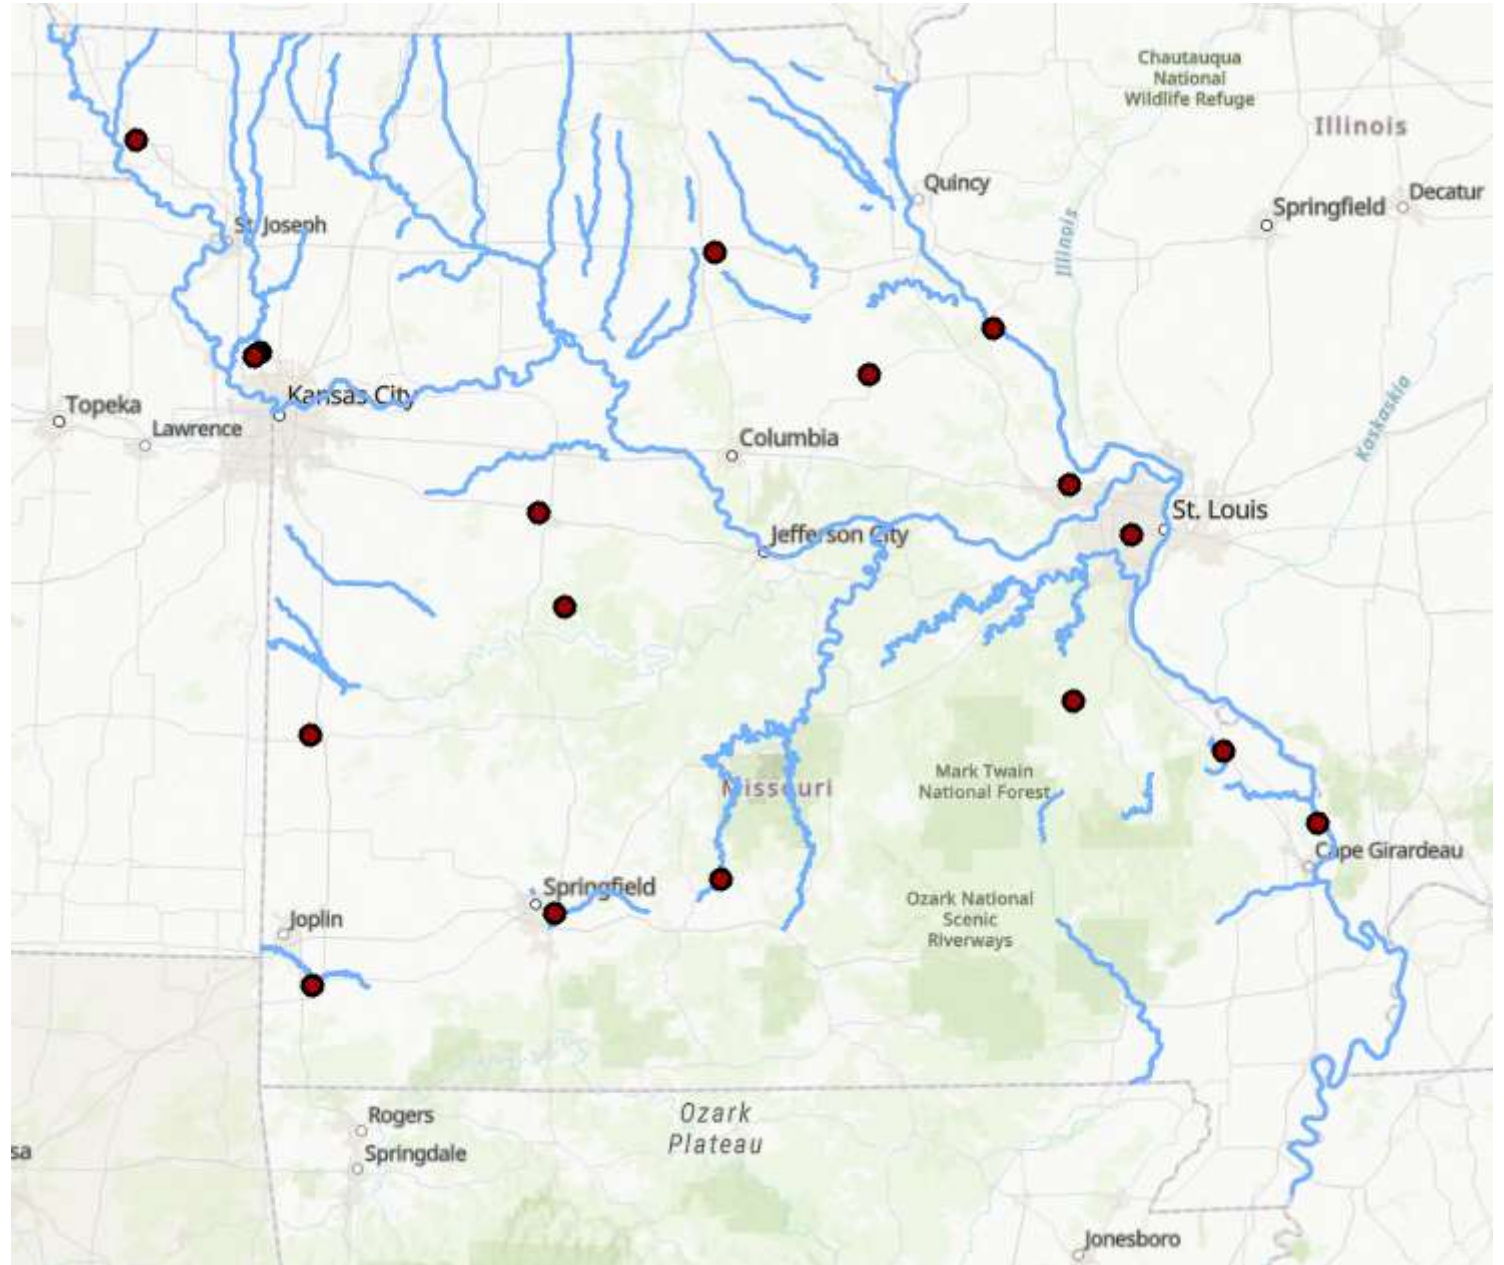 Chautauqua
National
Wildlife Refuge
Illinois
Quincy
Decatur
Springfield
St. Joseph
Illinois
Kansas City
Topeka
Lawrence
Kaskaskia
Columbia
St. Louis
Jefferson City
Missouri
Mark Twain
National Forest
Cape Girardeau
Springfield
Ozark National
Scenic
Riverways
Joplin
Rogers
Ozark
Plateau
Springdale
sa
Jonesboro